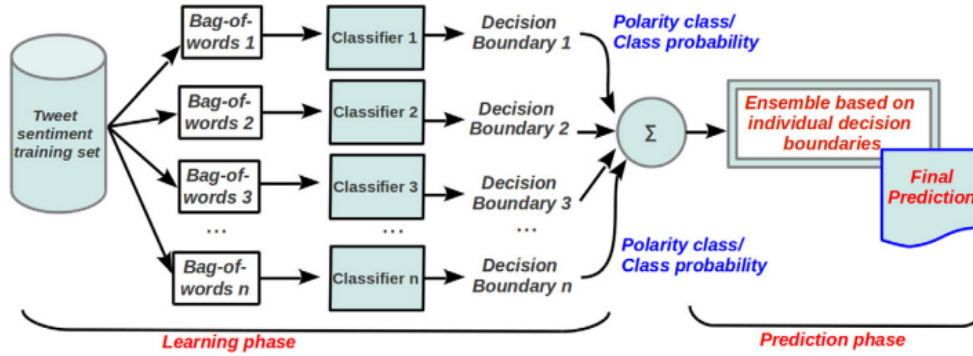 Tweet
sentiment
training set
Bag-of-
words 1
Classifier 1
Decision
Boundary 1
Bag-of-
words 2
Classifier 2
Decision
Boundary 2
Bag-of-
words 3
Classifier 3
Decision
Boundary 3
...
...
...
Bag-of-
words n
Classifier n
Decision
Boundary n
Polarity class/
Class probability
Σ
Polarity class/
Class probability
Ensemble based on
individual decision
boundaries
Final
Prediction
Learning phase
Prediction phase